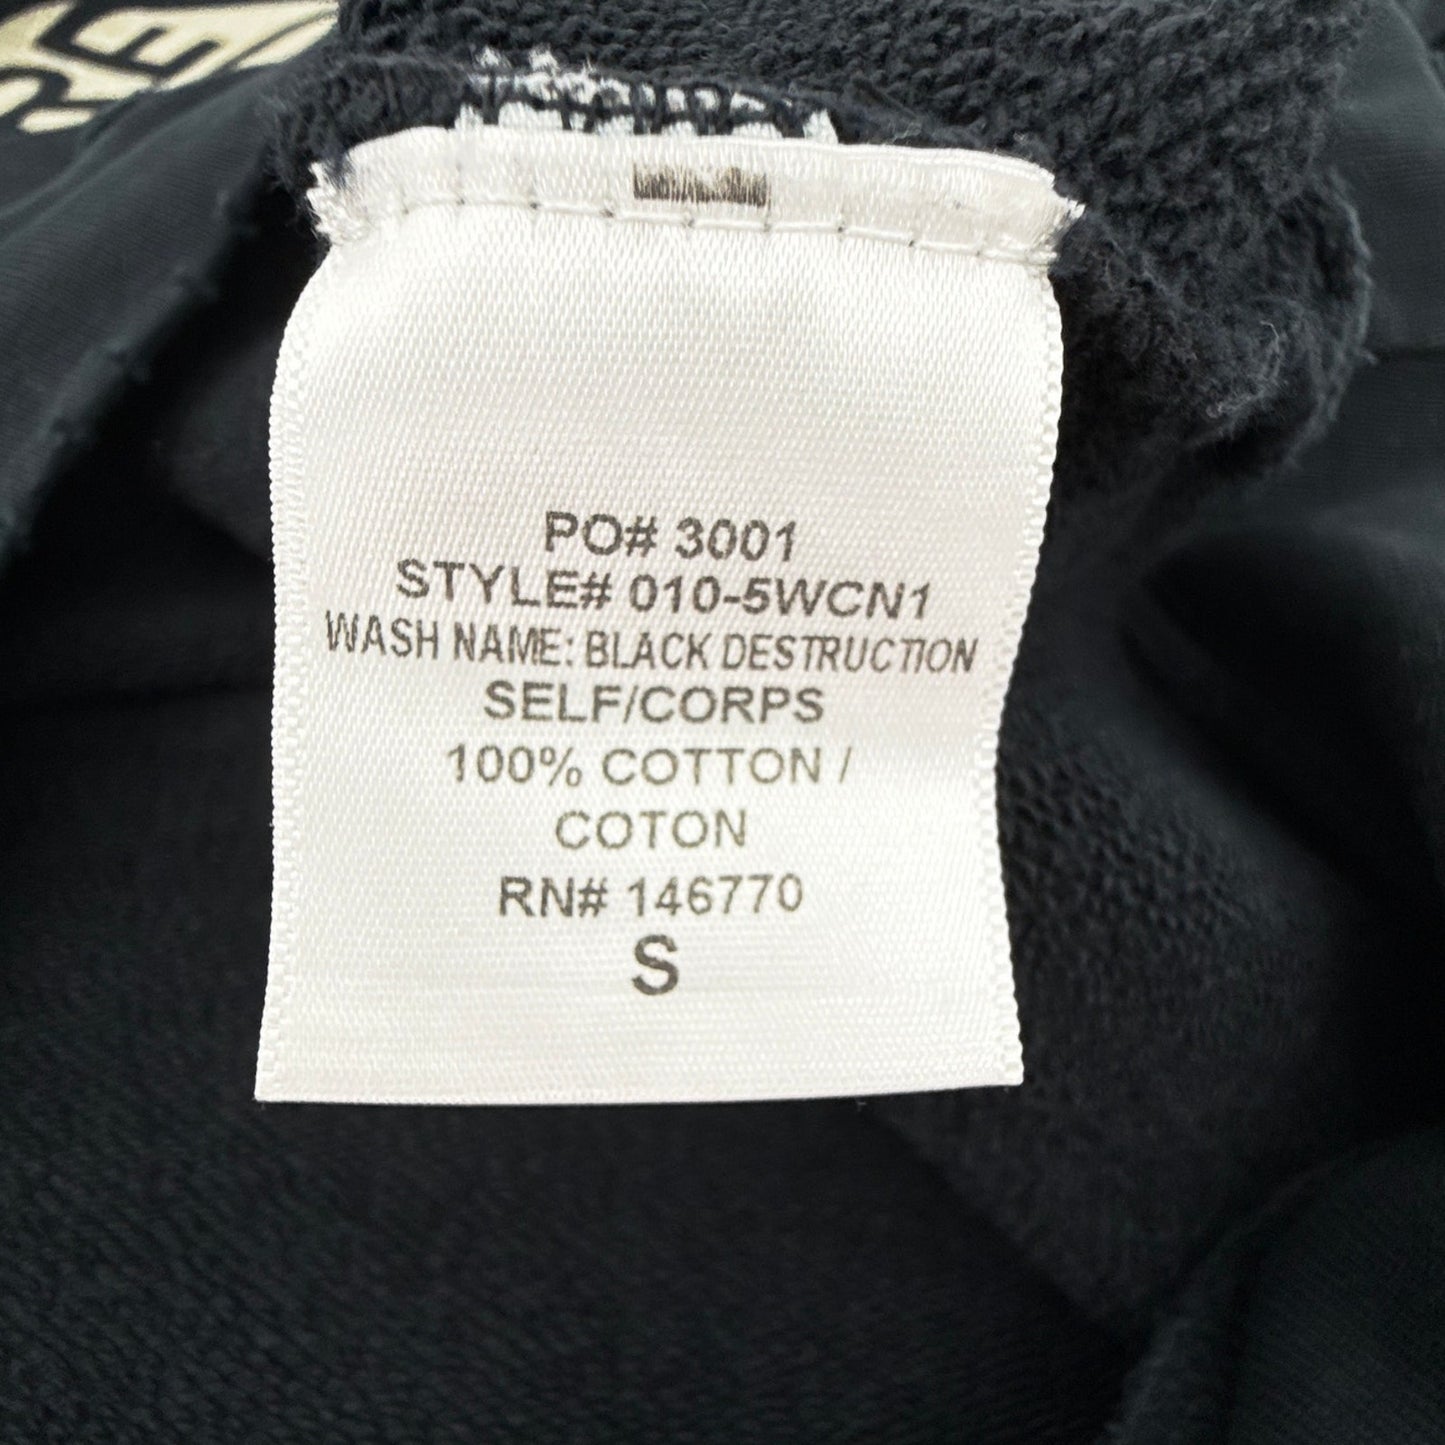 PO# 3001
STYLE# 010-5WCN1
WASH NAME: BLACK DESTRUCTION
SELF/CORPS
100% COTTON /
COTON
RN# 146770
S